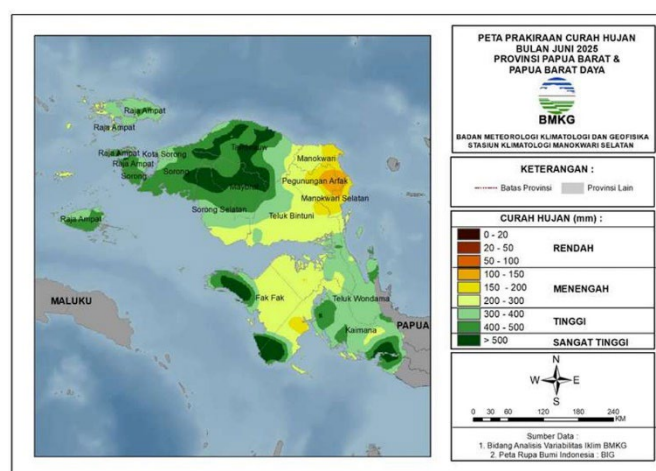 PETA PRAKIRAAN CURAH HUJAN
BULAN JUNI 2025
PROVINSI PAPUA BARAT &
PAPUA BARAT DAYA
BMKG
BADAN METEOROLOGI KLIMATOLOGI DAN GEOFISIKA
STASIUN KLIMATOLOGI MANOKWARI SELATAN
KETERANGAN :
Batas Provinsi
Provinsi Lain
CURAH HUJAN (mm) :
0 - 20
20 - 50
50 - 100
RENDAH
100 - 150
150 - 200
200 - 300
MENENGAH
300 - 400
400 - 500
TINGGI
> 500
SANGAT TINGGI
N
W E
S
0 30 60 120 180 240
KM
Sumber Data :
1. Bidang Analisis Variabilitas Iklim BMKG
2. Peta Rupa Bumi Indonesia : BIG
Raja Ampat
Raja Ampat
Raja Ampat
Raja Ampat
Kota Sorong
Sorong
Sorong
Manokwari
Maybrat
Pegunungan Arfak
Manokwari Selatan
Sorong Selatan
Teluk Bintuni
Raja Ampat
MALUKU
Fak Fak
Teluk Wondama
Kaimana
PAPUA